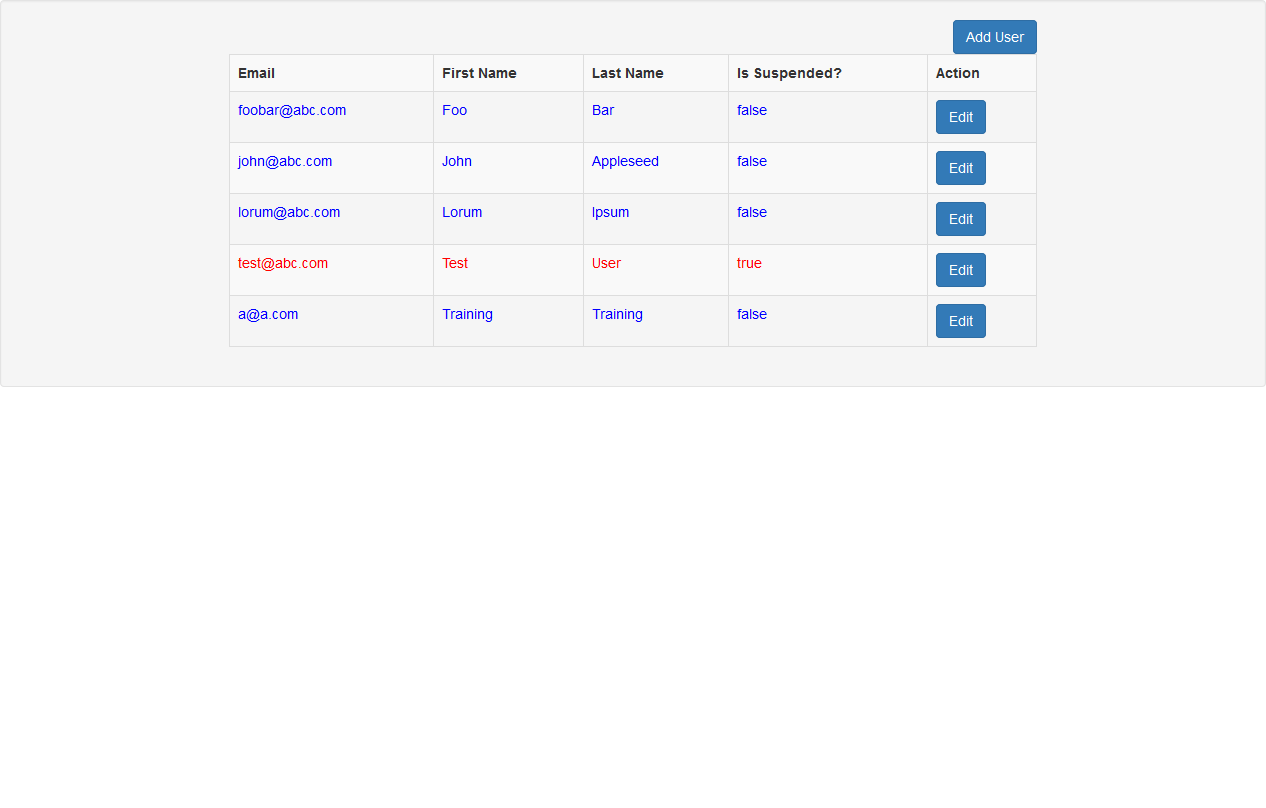 Add User
Email First Name Last Name Is Suspended? Action
foobar@abc.com Foo Bar false Edit
john@abc.com John Appleseed false Edit
lorum@abc.com Lorum Ipsum false Edit
test@abc.com Test User true Edit
a@a.com Training Training false Edit